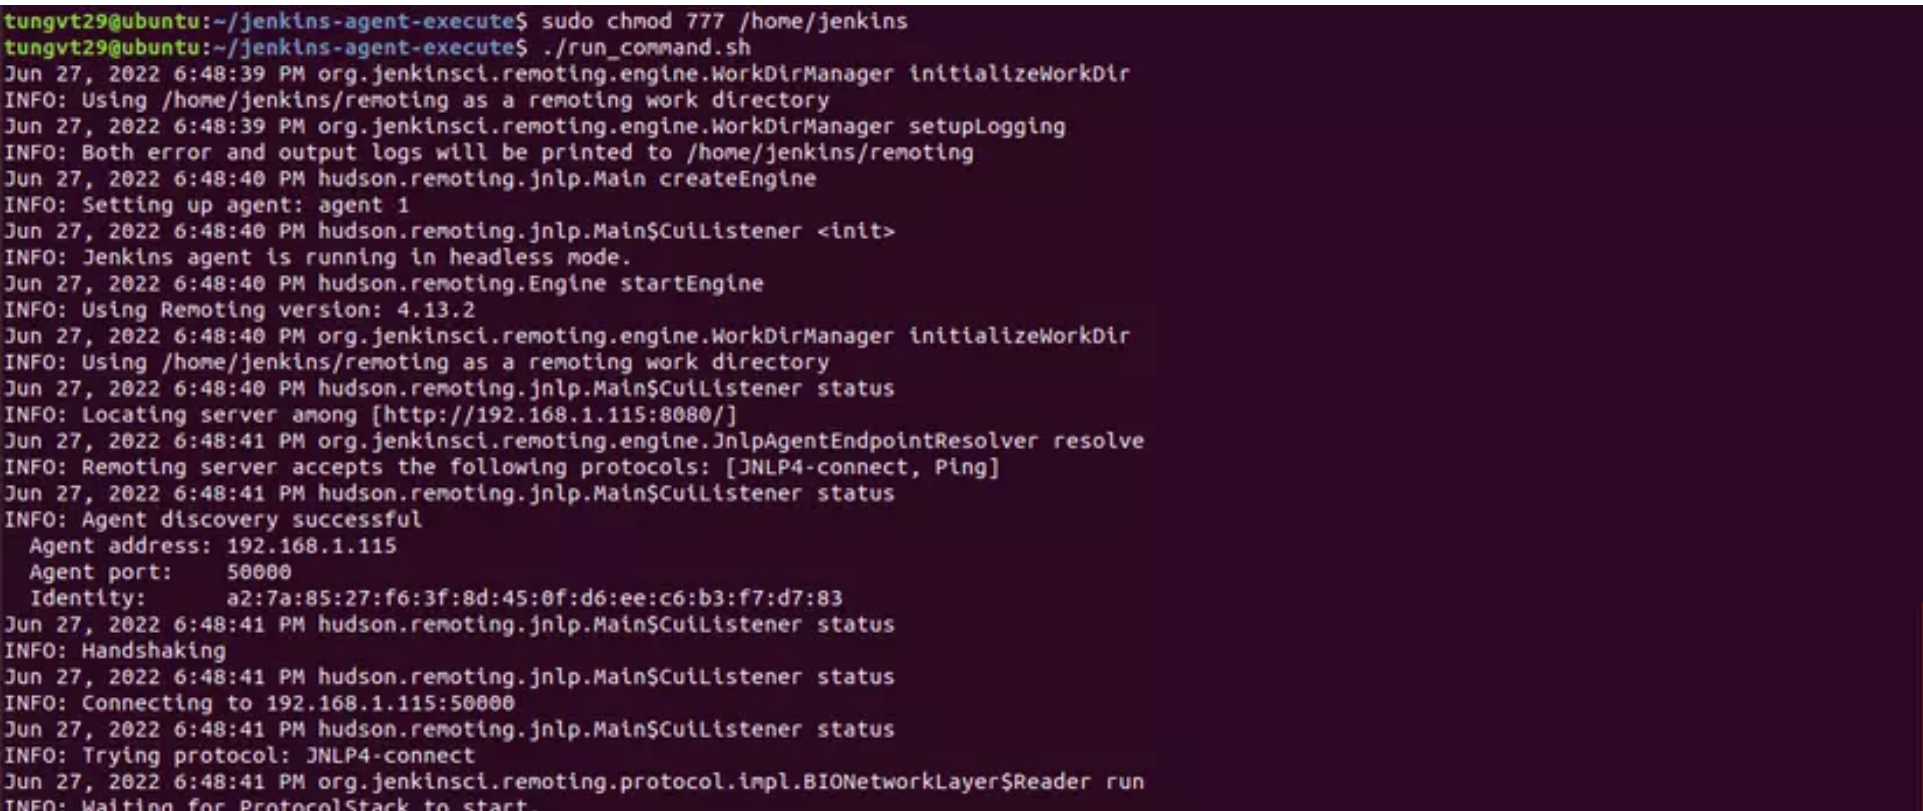 tungvt29@ubuntu:~/jenkins-agent-execute$ sudo chmod 777 /home/jenkins
tungvt29@ubuntu:~/jenkins-agent-execute$ ./run_command.sh
Jun 27, 2022 6:48:39 PM org.jenkinsci.remoting.engine.WorkDirManager initializeWorkDir
INFO: Using /home/jenkins/remoting as a remoting work directory
Jun 27, 2022 6:48:39 PM org.jenkinsci.remoting.engine.WorkDirManager setupLogging
INFO: Both error and output logs will be printed to /home/jenkins/remoting
Jun 27, 2022 6:48:40 PM hudson.remoting.jnlp.Main createEngine
INFO: Setting up agent: agent 1
Jun 27, 2022 6:48:40 PM hudson.remoting.jnlp.Main$CuiListener <init>
INFO: Jenkins agent is running in headless mode.
Jun 27, 2022 6:48:40 PM hudson.remoting.Engine startEngine
INFO: Using Remoting version: 4.13.2
Jun 27, 2022 6:48:40 PM org.jenkinsci.remoting.engine.WorkDirManager initializeWorkDir
INFO: Using /home/jenkins/remoting as a remoting work directory
Jun 27, 2022 6:48:40 PM hudson.remoting.jnlp.Main$CuiListener status
INFO: Locating server among [http://192.168.1.115:8080/]
Jun 27, 2022 6:48:41 PM org.jenkinsci.remoting.engine.JnlpAgentEndpointResolver resolve
INFO: Remoting server accepts the following protocols: [JNLP4-connect, Ping]
Jun 27, 2022 6:48:41 PM hudson.remoting.jnlp.Main$CuiListener status
INFO: Agent discovery successful
  Agent address: 192.168.1.115
  Agent port:    50000
  Identity:      a2:7a:85:27:f6:3f:8d:45:0f:d6:ee:c6:b3:f7:d7:83
Jun 27, 2022 6:48:41 PM hudson.remoting.jnlp.Main$CuiListener status
INFO: Handshaking
Jun 27, 2022 6:48:41 PM hudson.remoting.jnlp.Main$CuiListener status
INFO: Connecting to 192.168.1.115:50000
Jun 27, 2022 6:48:41 PM hudson.remoting.jnlp.Main$CuiListener status
INFO: Trying protocol: JNLP4-connect
Jun 27, 2022 6:48:41 PM org.jenkinsci.remoting.protocol.impl.BIONetworkLayer$Reader run
INFO: Waiting for ProtocolStack to start.